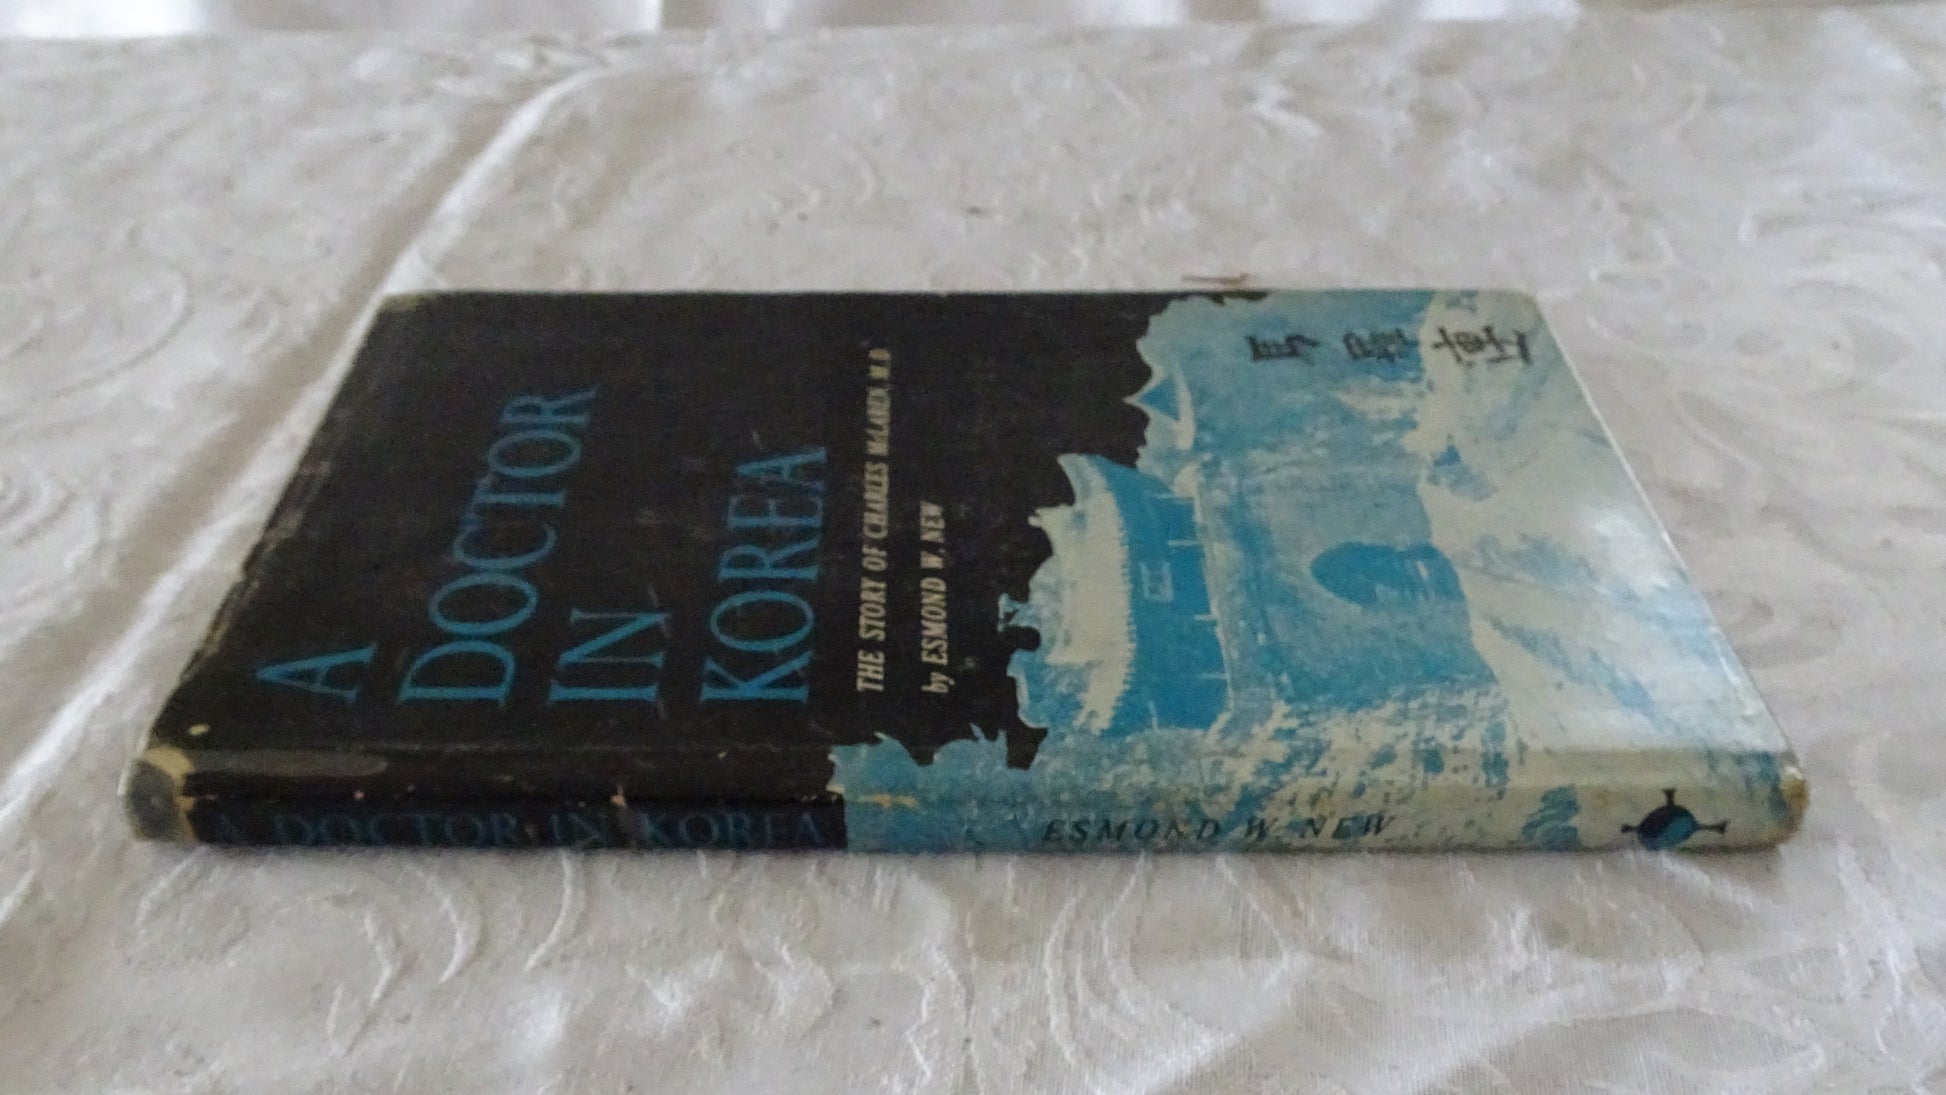 A
DOCTOR
IN
KOREA
THE STORY OF CHARLES McLAREN, M.D.
by ESMOND W. NEW
A DOCTOR IN KOREA
ESMOND W. NEW